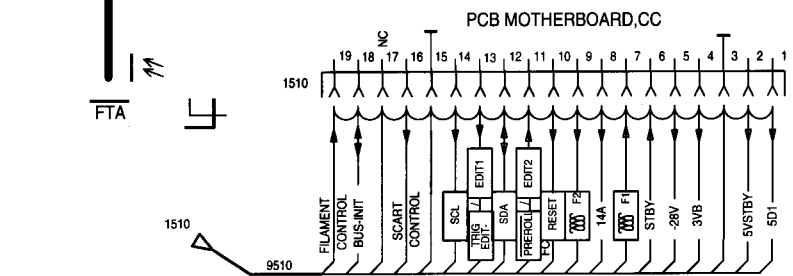 PCB MOTHERBOARD,CC
NC
19 18 17 16 15 14 13 12 11 10 9 8 7 6 5 4 3 2 1
1510
FTA
FILAMENT
CONTROL
BUS-INIT
SCART
CONTROL
SCL
EDIT1
TRIG
EDIT-
SDA
EDIT2
PREROLL
FC
RESET
F2
14A
F1
STBY
-28V
3VB
5VSTBY
5D1
1510
9510